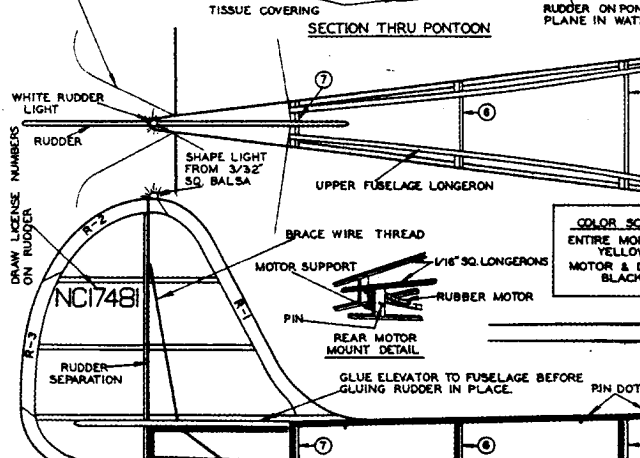 TISSUE COVERING
SECTION THRU PONTOON
RUDDER ON PON
PLANE IN WAT
7
6
WHITE RUDDER
LIGHT
RUDDER
SHAPE LIGHT
FROM 3/32"
SQ. BALSA
UPPER FUSELAGE LONGERON
DRAW LICENSE NUMBERS
ON RUDDER
R-2
BRACE WIRE THREAD
COLOR SC
ENTIRE MO
YELLOW
MOTOR &
BLACK
MOTOR SUPPORT
1/16" SQ. LONGERONS
NC17481
R-1
RUBBER MOTOR
PIN
REAR MOTOR
MOUNT DETAIL
R-3
RUDDER
SEPARATION
GLUE ELEVATOR TO FUSELAGE BEFORE
GLUING RUDDER IN PLACE.
PIN DOT
7
6